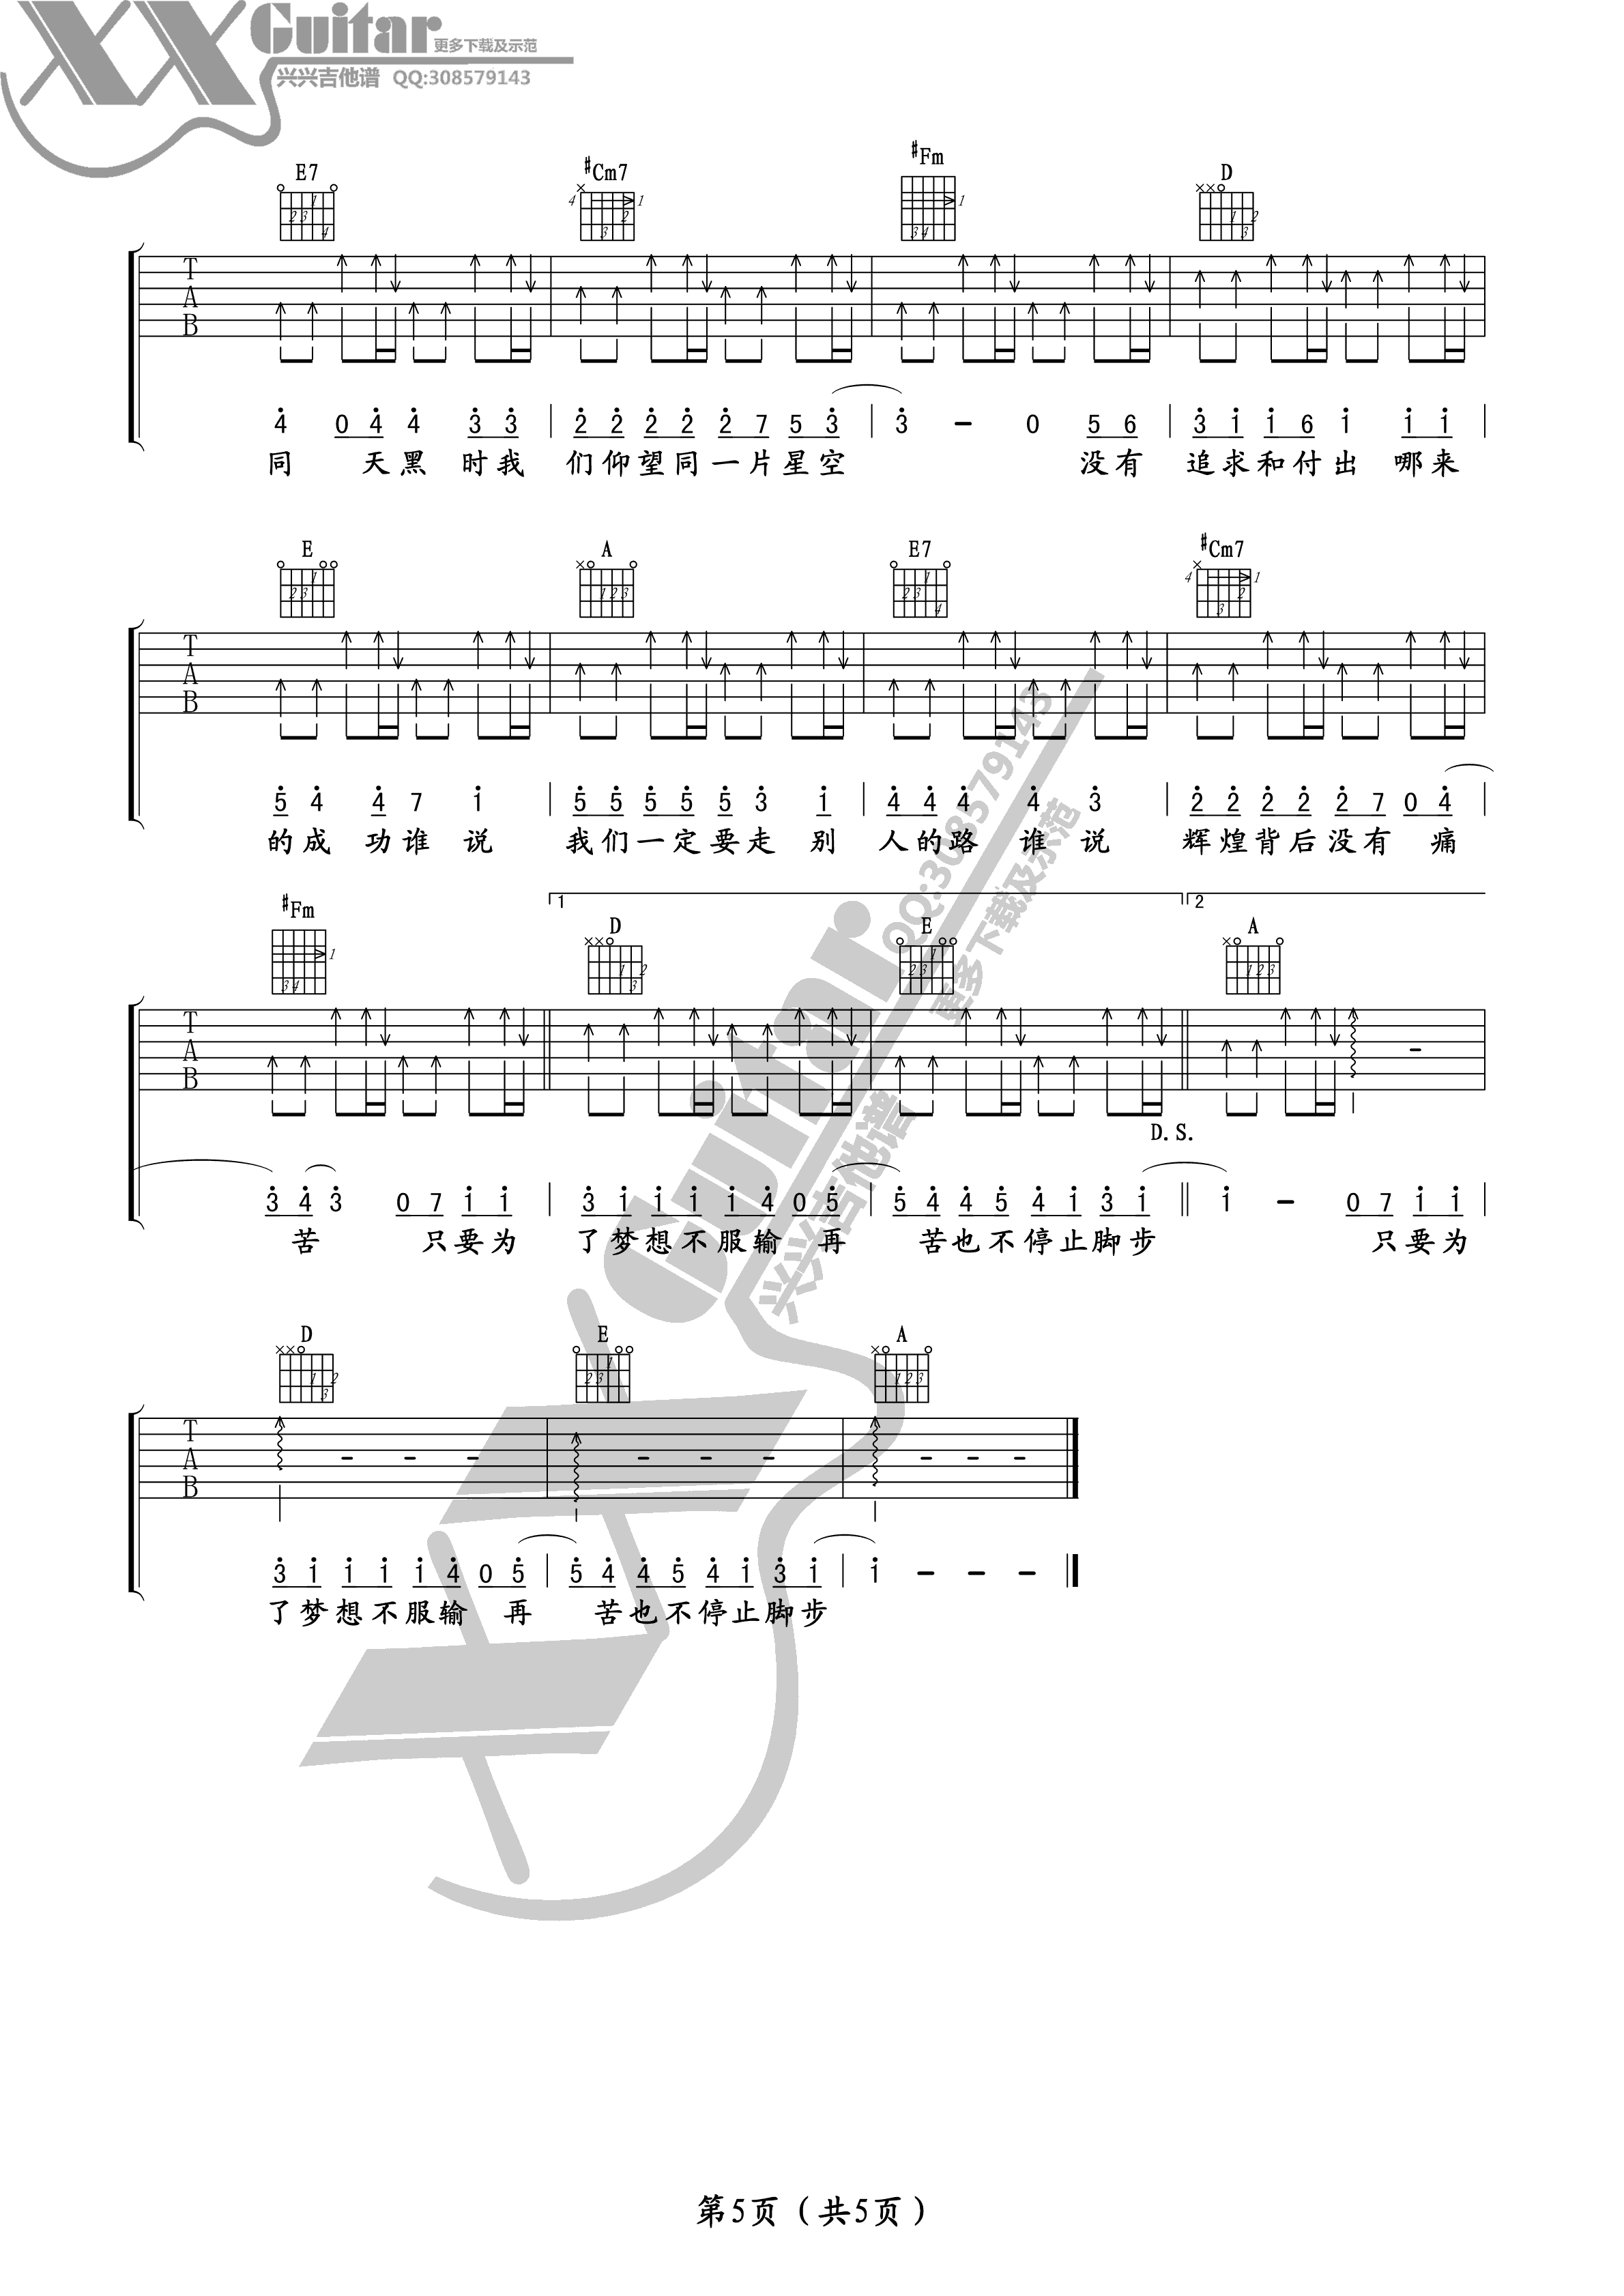 XX Guitar 更多下载及示范
兴兴吉他谱 QQ:308579143
E7 #Cm7 #Fm D
T
A
B
4 0 4 4 3 3 | 2 2 2 2 2 7 5 3 | 3 - 0 5 6 | 3 1 1 6 1 1 1 |
同 天黑 时我 们仰望同一片星空 没有 追求和付出 哪来
E A E7 #Cm7
T
A
B
5 4 4 7 1 | 5 5 5 5 5 3 1 | 4 4 4 4 3 | 2 2 2 2 2 7 0 4 |
的成 功谁 说 我们一定要走 别 人的路 谁 说 辉煌背后没有 痛
#Fm 1 D E 2 A
T
A
B
D.S.
3 4 3 0 7 1 1 | 3 1 1 1 1 4 0 5 | 5 4 4 5 4 1 3 1 || 1 - 0 7 1 1 |
苦 只要为 了梦想不服输 再 苦也不停止脚步 只要为
D E A
T
A
B
3 1 1 1 1 4 0 5 | 5 4 4 5 4 1 3 1 | 1 - - - ||
了梦想不服输 再 苦也不停止脚步
Guitar
兴兴吉他谱
QQ:308579143
更多下载及示范
第5页（共5页）